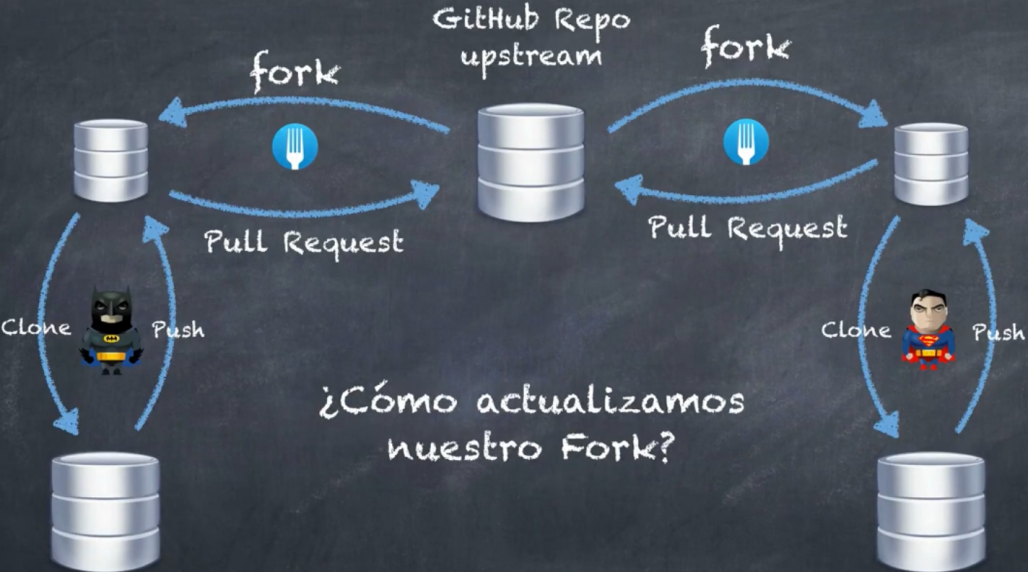 GitHub Repo
upstream
fork
fork
Pull Request
Pull Request
Clone
Push
Clone
Push
¿Cómo actualizamos
nuestro Fork?